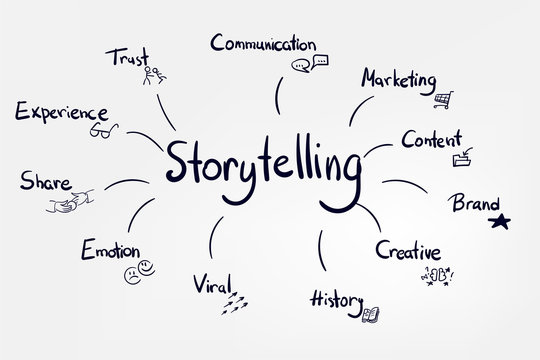 Communication
Trust
Marketing
Experience
Content
Storytelling
Share
Brand
Emotion
Creative
Viral
History